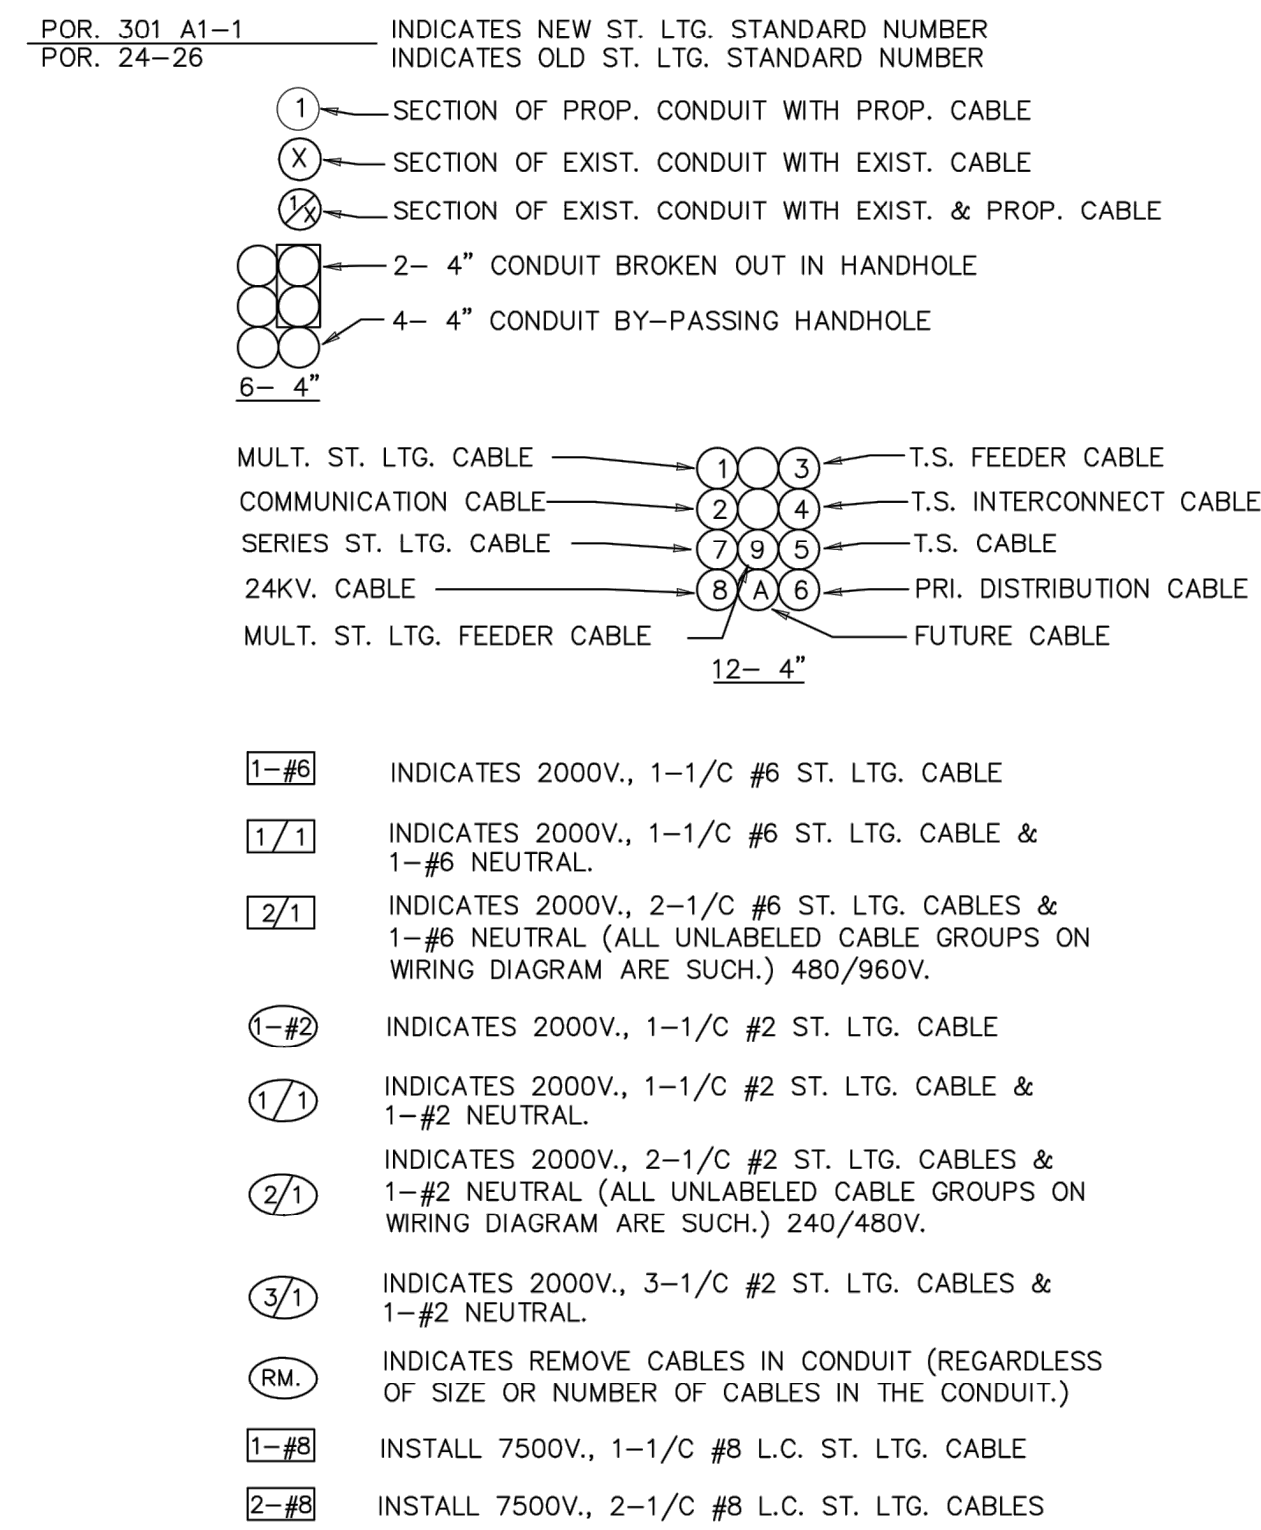 POR. 301 A1-1 INDICATES NEW ST. LTG. STANDARD NUMBER
POR. 24-26 INDICATES OLD ST. LTG. STANDARD NUMBER
1 SECTION OF PROP. CONDUIT WITH PROP. CABLE
X SECTION OF EXIST. CONDUIT WITH EXIST. CABLE
1/X SECTION OF EXIST. CONDUIT WITH EXIST. & PROP. CABLE
2- 4" CONDUIT BROKEN OUT IN HANDHOLE
4- 4" CONDUIT BY-PASSING HANDHOLE
6- 4"
MULT. ST. LTG. CABLE 1 3 T.S. FEEDER CABLE
COMMUNICATION CABLE 2 4 T.S. INTERCONNECT CABLE
SERIES ST. LTG. CABLE 7 9 5 T.S. CABLE
24KV. CABLE 8 A 6 PRI. DISTRIBUTION CABLE
MULT. ST. LTG. FEEDER CABLE FUTURE CABLE
12- 4"
1-#6 INDICATES 2000V., 1-1/C #6 ST. LTG. CABLE
1/1 INDICATES 2000V., 1-1/C #6 ST. LTG. CABLE &
1-#6 NEUTRAL.
2/1 INDICATES 2000V., 2-1/C #6 ST. LTG. CABLES &
1-#6 NEUTRAL (ALL UNLABELED CABLE GROUPS ON
WIRING DIAGRAM ARE SUCH.) 480/960V.
1-#2 INDICATES 2000V., 1-1/C #2 ST. LTG. CABLE
1/1 INDICATES 2000V., 1-1/C #2 ST. LTG. CABLE &
1-#2 NEUTRAL.
INDICATES 2000V., 2-1/C #2 ST. LTG. CABLES &
2/1 1-#2 NEUTRAL (ALL UNLABELED CABLE GROUPS ON
WIRING DIAGRAM ARE SUCH.) 240/480V.
3/1 INDICATES 2000V., 3-1/C #2 ST. LTG. CABLES &
1-#2 NEUTRAL.
RM. INDICATES REMOVE CABLES IN CONDUIT (REGARDLESS
OF SIZE OR NUMBER OF CABLES IN THE CONDUIT.)
1-#8 INSTALL 7500V., 1-1/C #8 L.C. ST. LTG. CABLE
2-#8 INSTALL 7500V., 2-1/C #8 L.C. ST. LTG. CABLES